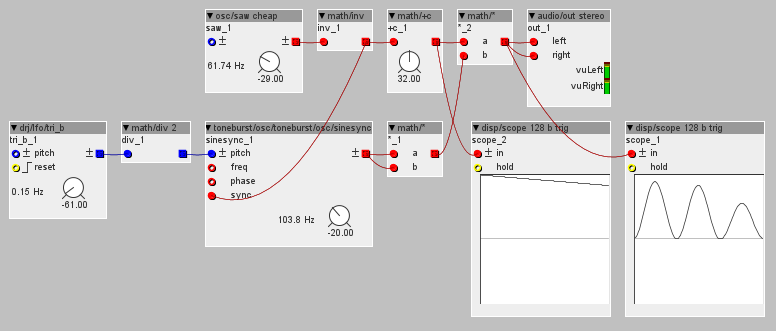 osc/saw cheap
saw_1
±
±
61.74 Hz
-29.00
math/inv
inv_1
math/+c
+c_1
32.00
math/*
*_2
a
b
audio/out stereo
out_1
left
right
vuLeft
vuRight
drj/lfo/tri_b
tri_b_1
± pitch
±
reset
0.15 Hz
-61.00
math/div 2
div_1
toneburst/osc/toneburst/osc/sinesync
sinesync_1
± pitch
±
freq
phase
sync
103.8 Hz
-20.00
math/*
*_1
a
b
disp/scope 128 b trig
scope_2
± in
hold
disp/scope 128 b trig
scope_1
± in
hold